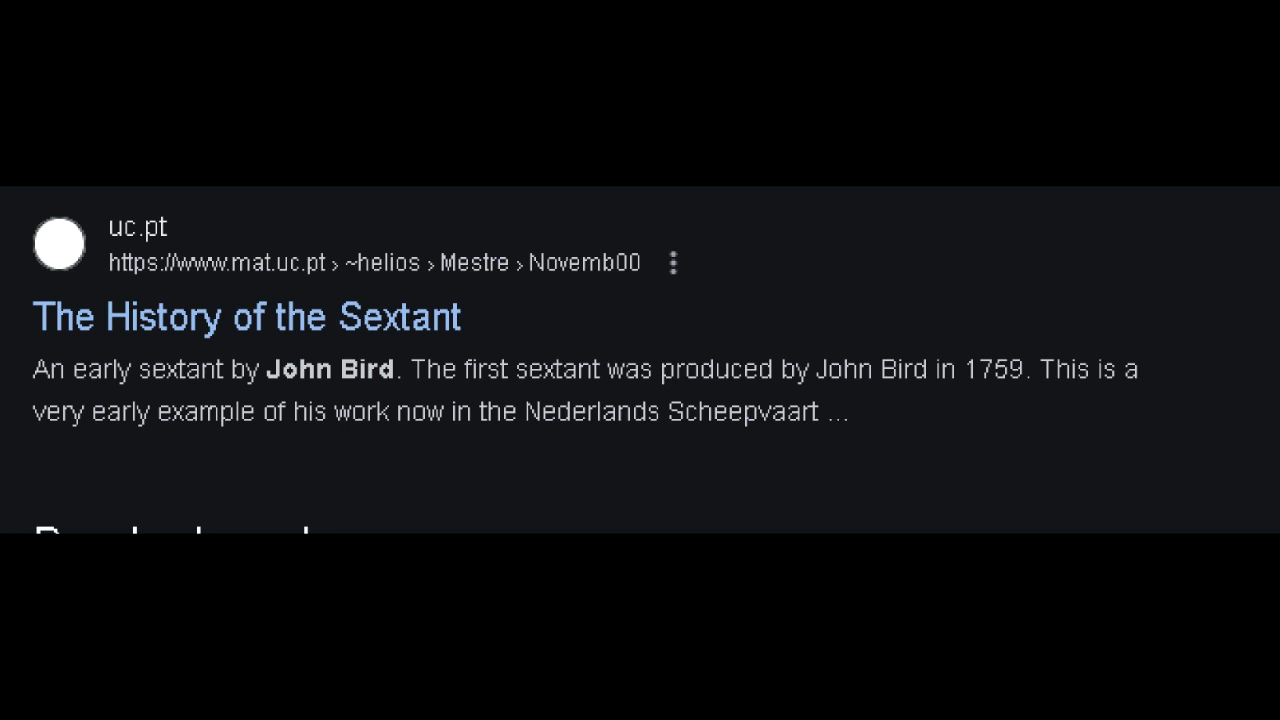 uc.pt
https://www.mat.uc.pt › ~helios › Mestre › Novemb00
The History of the Sextant
An early sextant by John Bird. The first sextant was produced by John Bird in 1759. This is a
very early example of his work now in the Nederlands Scheepvaart ...